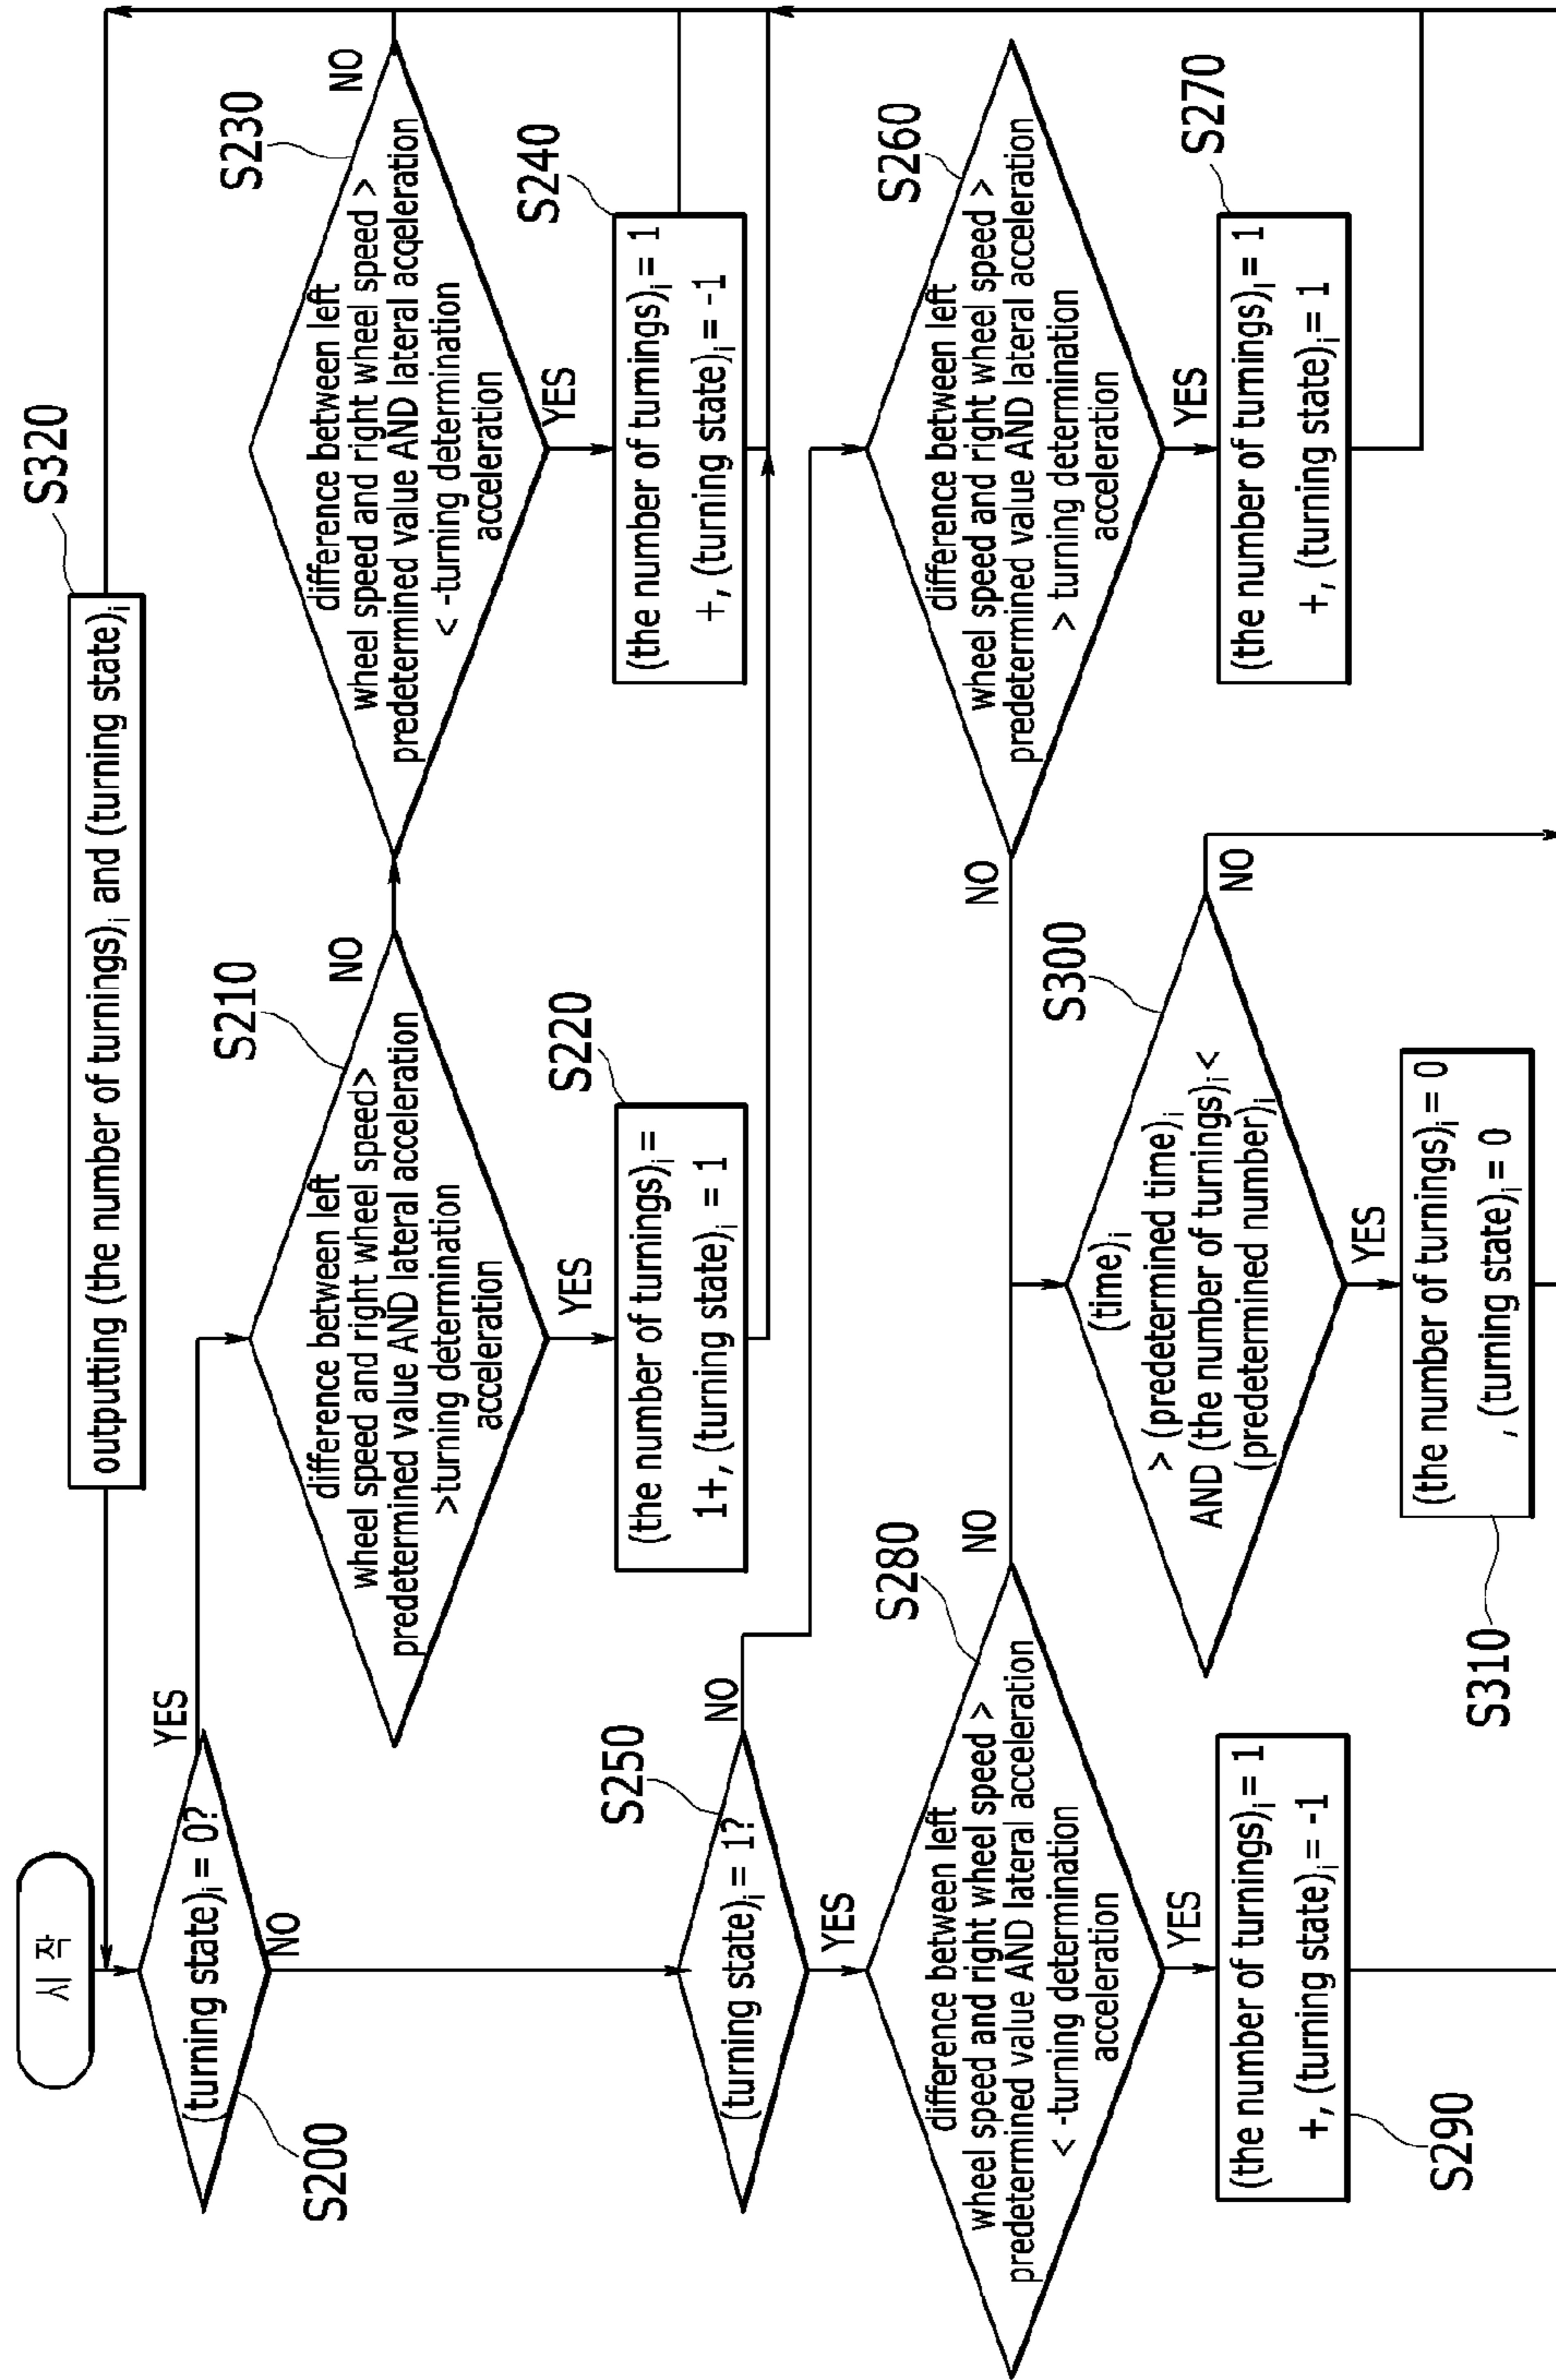 시 작
(turning state)i = 0?
S200
YES
NO
outputting (the number of turnings)i and (turning state)i
S320
difference between left
wheel speed and right wheel speed>
predetermined value AND lateral acceleration
>turning determination
acceleration
S210
NO
YES
(the number of turnings)i =
1+, (turning state)i = 1
S220
difference between left
wheel speed and right wheel speed >
predetermined value AND lateral acceleration
< -turning determination
acceleration
S230
NO
YES
(the number of turnings)i = 1
+, (turning state)i = -1
S240
(turning state)i = 1?
S250
NO
YES
difference between left
wheel speed and right wheel speed >
predetermined value AND lateral acceleration
< -turning determination
acceleration
S280
NO
YES
(the number of turnings)i = 1
+, (turning state)i = -1
S290
difference between left
wheel speed and right wheel speed >
predetermined value AND lateral acceleration
> turning determination
acceleration
S260
NO
YES
(the number of turnings)i = 1
+, (turning state)i = 1
S270
(time)i
> (predetermined time)i
AND (the number of turnings)i <
(predetermined number)i
S300
NO
YES
(the number of turnings)i = 0
, (turning state)i = 0
S310